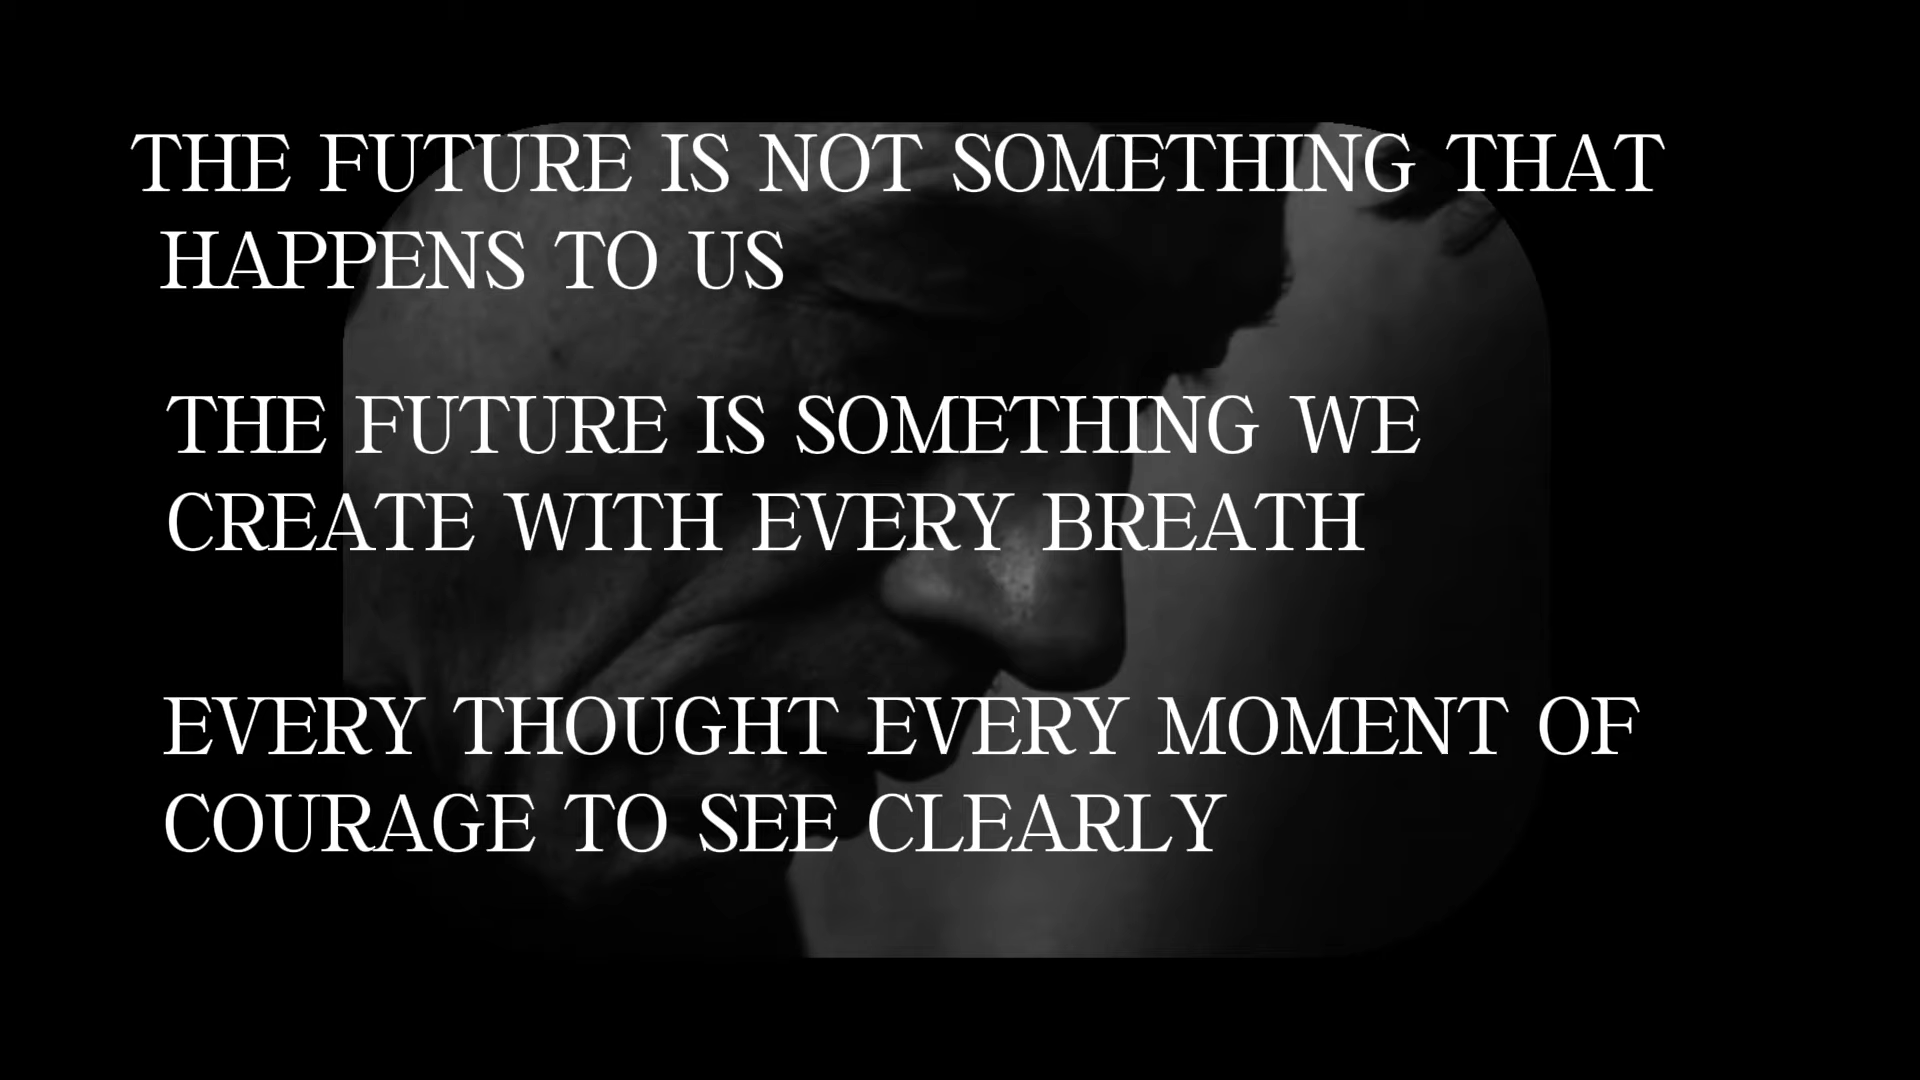 THE FUTURE IS NOT SOMETHING THAT
HAPPENS TO US
THE FUTURE IS SOMETHING WE
CREATE WITH EVERY BREATH
EVERY THOUGHT EVERY MOMENT OF
COURAGE TO SEE CLEARLY